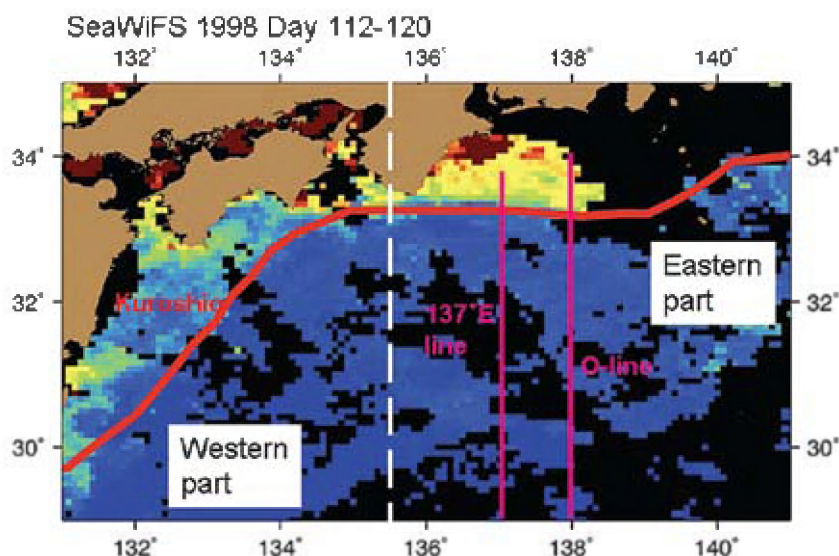 SeaWiFS 1998 Day 112-120
132° 134° 136° 138° 140°
34° 34°
Eastern
part
32° Kuroshio 137°E 32°
line
O-line
Western
part
30° 30°
132° 134° 136° 138° 140°